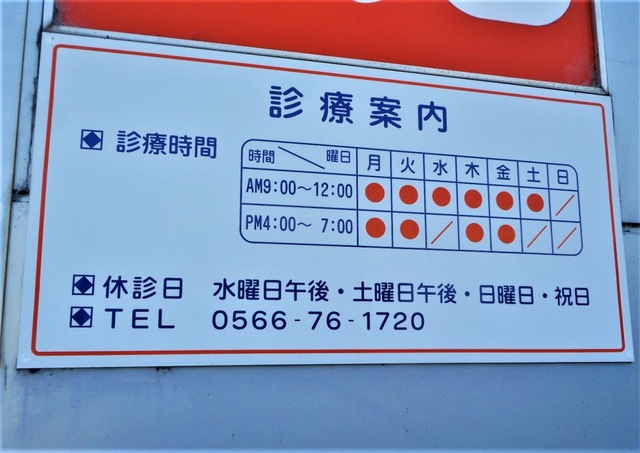 診療案内
診療時間
時間 曜日 月 火 水 木 金 土 日
AM9:00〜12:00 ● ● ● ● ● ● ／
PM4:00〜 7:00 ● ● ／ ● ● ／ ／
休診日 水曜日午後・土曜日午後・日曜日・祝日
TEL 0566-76-1720